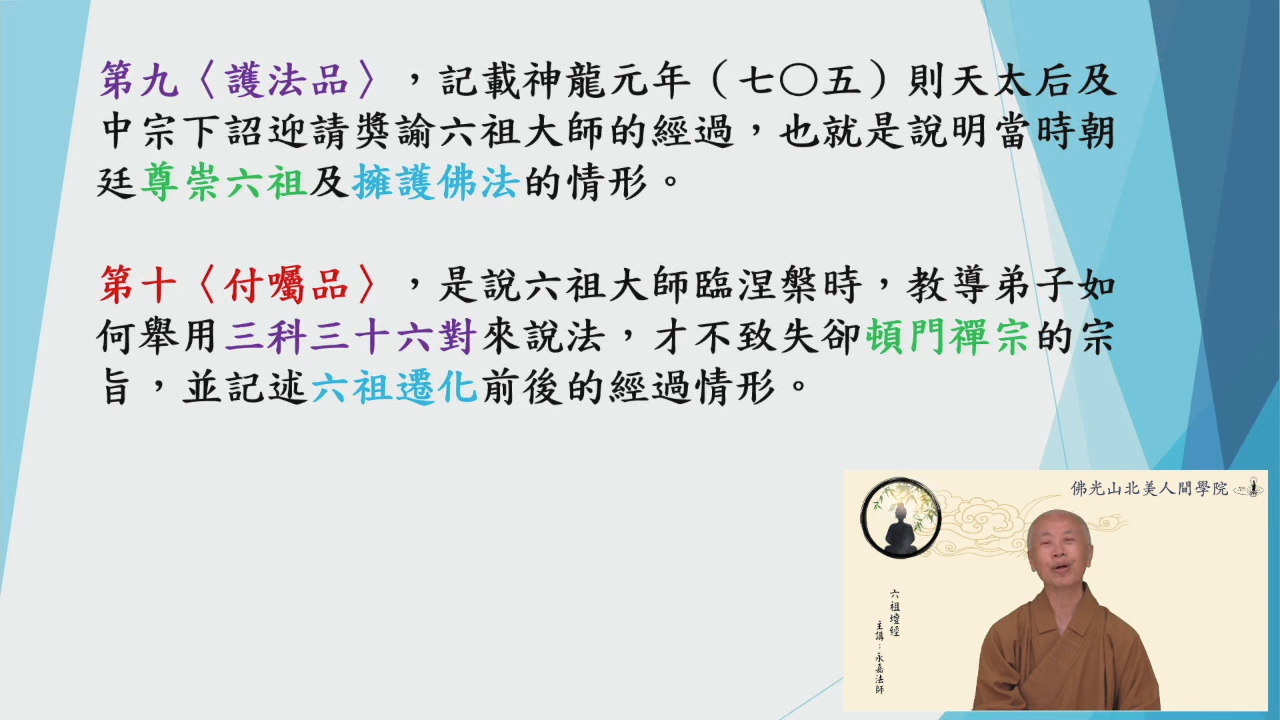 第九〈護法品〉，記載神龍元年（七〇五）則天太后及
中宗下詔迎請獎諭六祖大師的經過，也就是說明當時朝
廷尊崇六祖及擁護佛法的情形。
第十〈付囑品〉，是說六祖大師臨涅槃時，教導弟子如
何舉用三科三十六對來說法，才不致失卻頓門禪宗的宗
旨，並記述六祖遷化前後的經過情形。
佛光山北美人間學院
六祖壇經
主講：永嘉法師